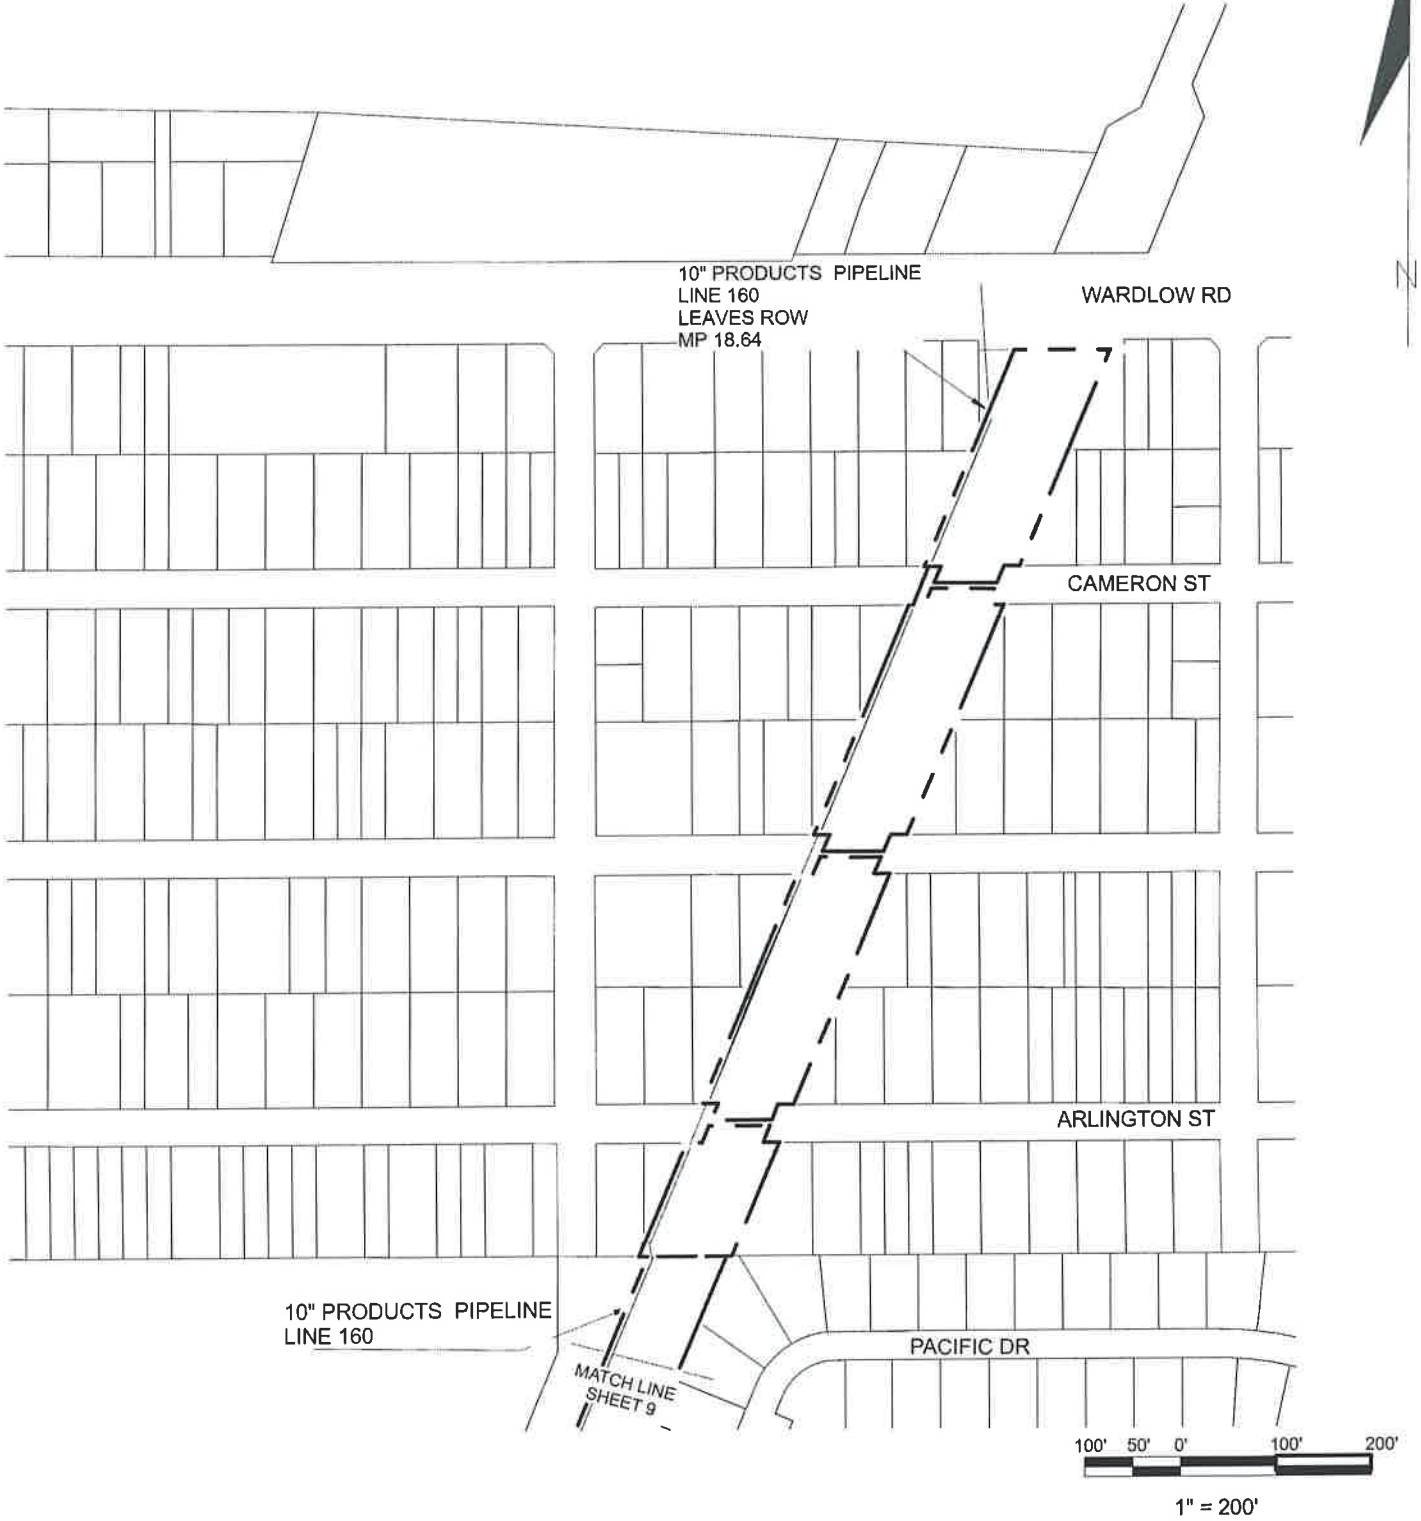 N
10" PRODUCTS PIPELINE
LINE 160
LEAVES ROW
MP 18.64
WARDLOW RD
CAMERON ST
ARLINGTON ST
10" PRODUCTS PIPELINE
LINE 160
PACIFIC DR
MATCH LINE
SHEET 9
100' 50' 0' 100' 200'
1" = 200'